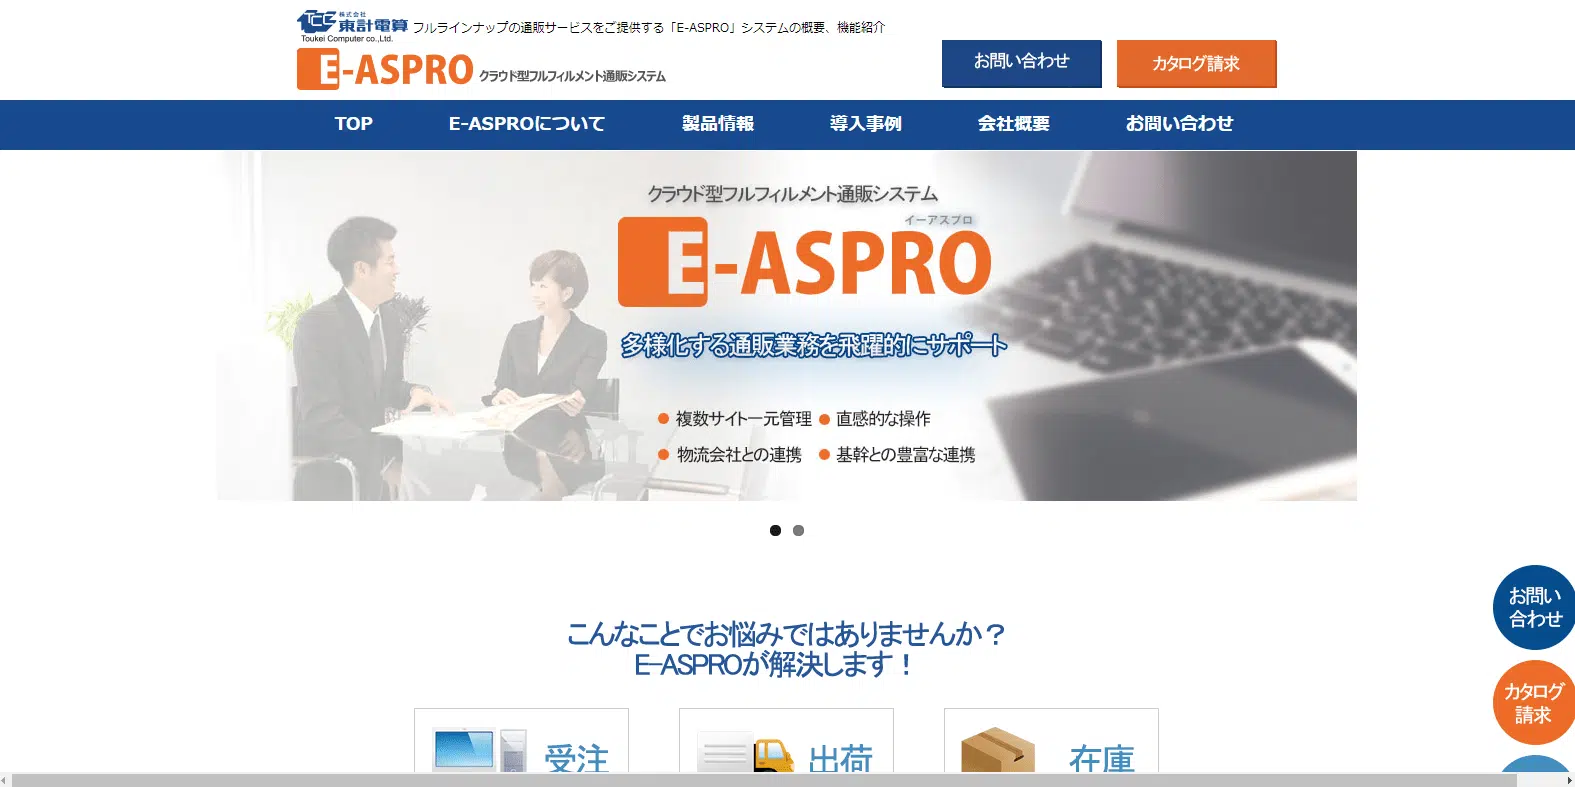 TCC 株式会社 東計電算
Toukei Computer co.,Ltd.
フルラインナップの通販サービスをご提供する「E-ASPRO」システムの概要、機能紹介
E-ASPRO クラウド型フルフィルメント通販システム
お問い合わせ
カタログ請求
TOP
E-ASPROについて
製品情報
導入事例
会社概要
お問い合わせ
クラウド型フルフィルメント通販システム
イーアスプロ
E-ASPRO
多様化する通販業務を飛躍的にサポート
複数サイト一元管理
直感的な操作
物流会社との連携
基幹との豊富な連携
こんなことでお悩みではありませんか？
E-ASPROが解決します！
受注
出荷
在庫
お問い
合わせ
カタログ
請求